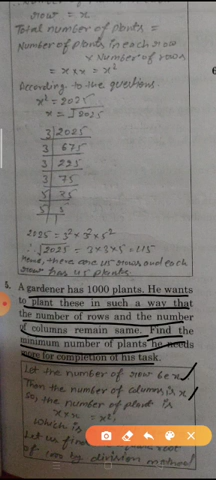 row = x
Total number of plants =
Number of plants in each row
x Number of rows
= x × x = x²
According to the questions.
x² = 2025
x = √2025
3 2025
3 675
3 225
3 75
5 25
5 5
2025 = 3² × 3² × 5²
∴ √2025 = 3 × 3 × 5 = 45
Hence, there are 45 rows and each
row has 45 plants.
A gardener has 1000 plants. He wants
to plant these in such a way that
the number of rows and the number
of columns remain same. Find the
minimum number of plants he needs
more for completion of his task.
Let the number of row be x
Then the number of column is x
So, the number of plant is
x × x = x²,
which is
Let us find
of 1000 by division method